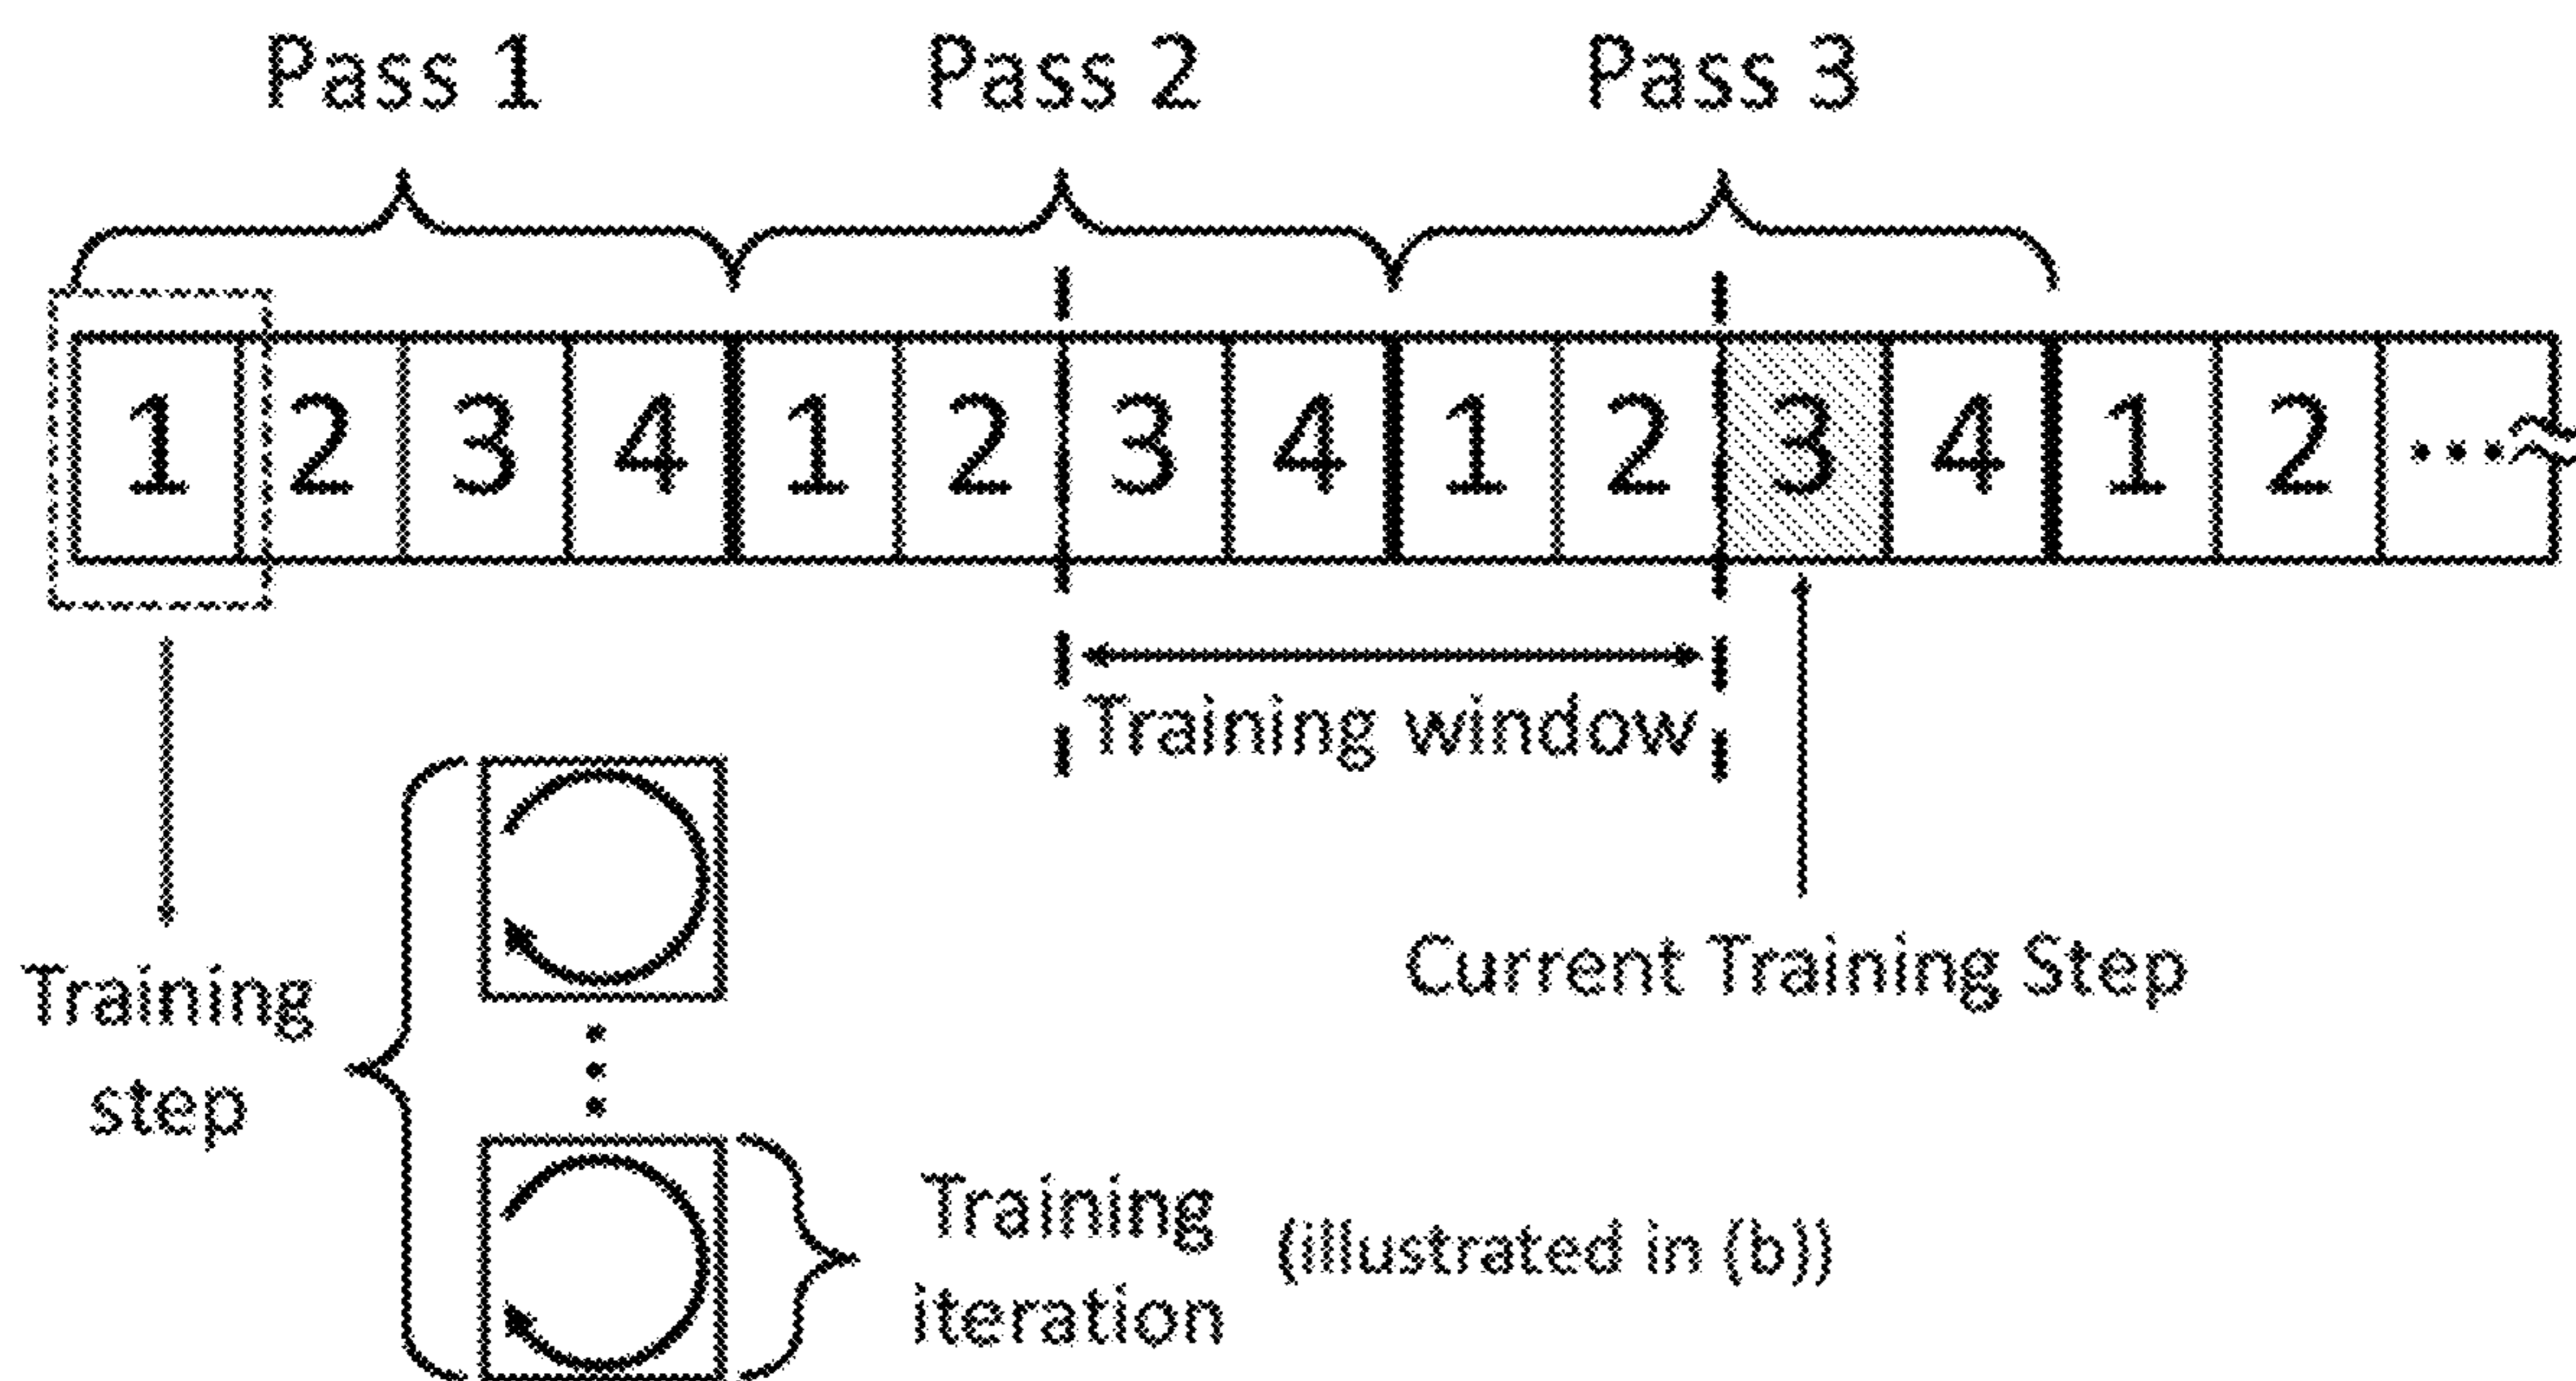 Pass 1 Pass 2 Pass 3
1 2 3 4 1 2 3 4 1 2 3 4 1 2 ...
Training window
Current Training Step
Training
step
Training
iteration
(illustrated in (b))